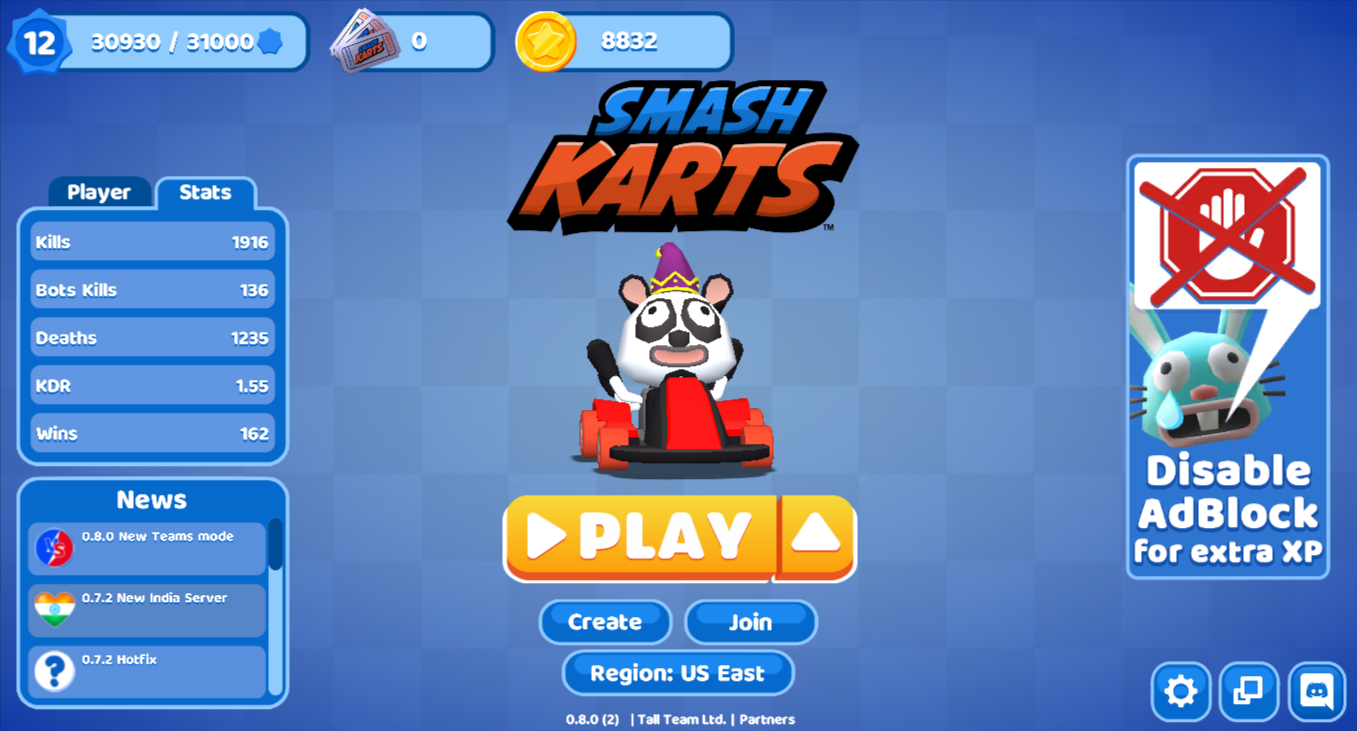 12
30930 / 31000
0
8832
SMASH
KARTS
TM
Player
Stats
Kills 1916
Bots Kills 136
Deaths 1235
KDR 1.55
Wins 162
News
0.8.0 New Teams mode
VS
0.7.2 New India Server
0.7.2 Hotfix
?
PLAY
Create
Join
Region: US East
0.8.0 (2) | Tall Team Ltd. | Partners
Disable
AdBlock
for extra XP